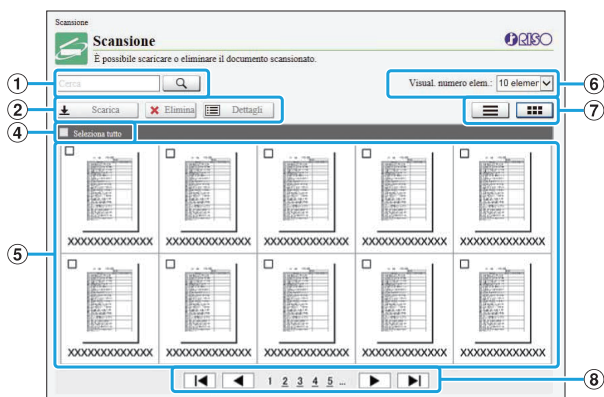 Scansione
Scansione
RISO
È possibile scaricare o eliminare il documento scansionato.
1
Cerca
Visual. numero elem.: 10 elemer
6
2
Scarica
Elimina
Dettagli
7
4
Seleziona tutto
5
XXXXXXXXXXXXX XXXXXXXXXXXXX XXXXXXXXXXXXX XXXXXXXXXXXXX XXXXXXXXXXXXX
XXXXXXXXXXXXX XXXXXXXXXXXXX XXXXXXXXXXXXX XXXXXXXXXXXXX XXXXXXXXXXXXX
1 2 3 4 5 ...
8